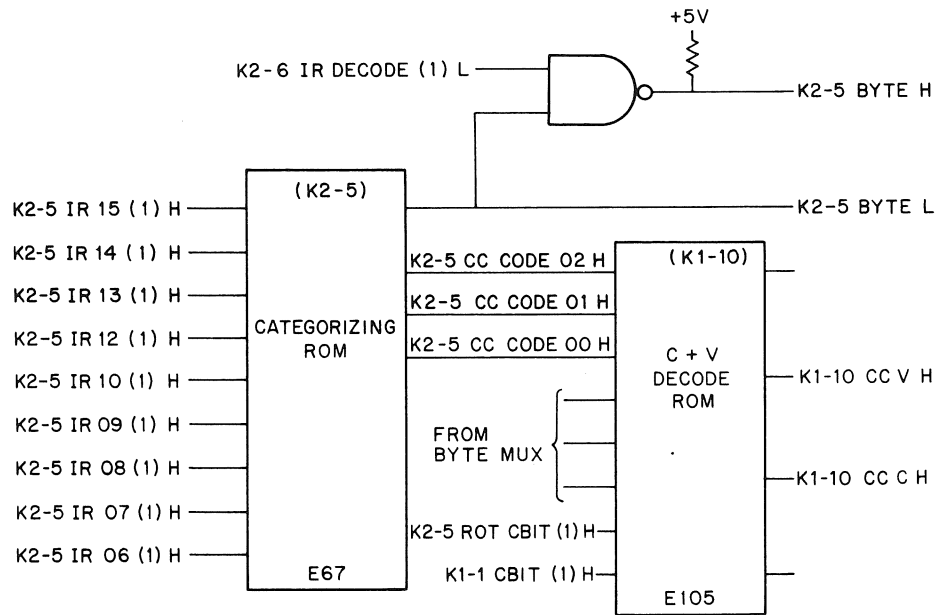 +5V
K2-6 IR DECODE (1) L
K2-5 BYTE H
(K2-5)
K2-5 IR 15 (1) H
K2-5 BYTE L
K2-5 IR 14 (1) H
K2-5 CC CODE 02 H
(K1-10)
K2-5 IR 13 (1) H
K2-5 CC CODE 01 H
CATEGORIZING
ROM
K2-5 IR 12 (1) H
K2-5 CC CODE 00 H
C + V
DECODE
ROM
K2-5 IR 10 (1) H
K1-10 CC V H
K2-5 IR 09 (1) H
FROM
BYTE MUX
K2-5 IR 08 (1) H
K1-10 CC C H
K2-5 IR 07 (1) H
K2-5 ROT CBIT (1) H
K2-5 IR 06 (1) H
K1-1 CBIT (1) H
E67
E105
11-2580